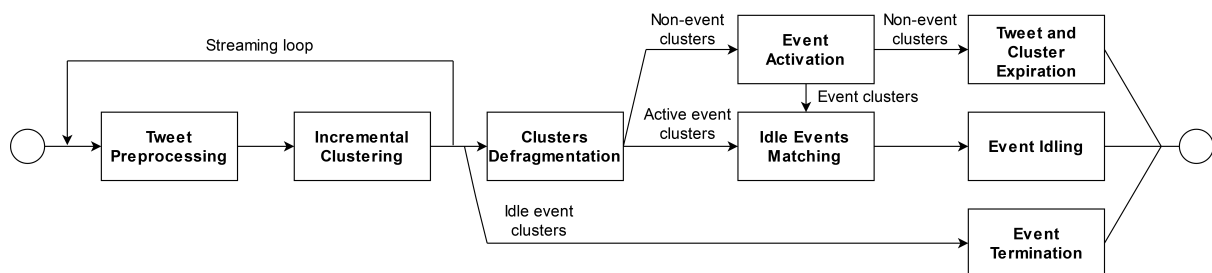 Streaming loop
Tweet
Preprocessing
Incremental
Clustering
Clusters
Defragmentation
Non-event
clusters
Event
Activation
Non-event
clusters
Tweet and
Cluster
Expiration
Event clusters
Active event
clusters
Idle Events
Matching
Event Idling
Idle event
clusters
Event
Termination